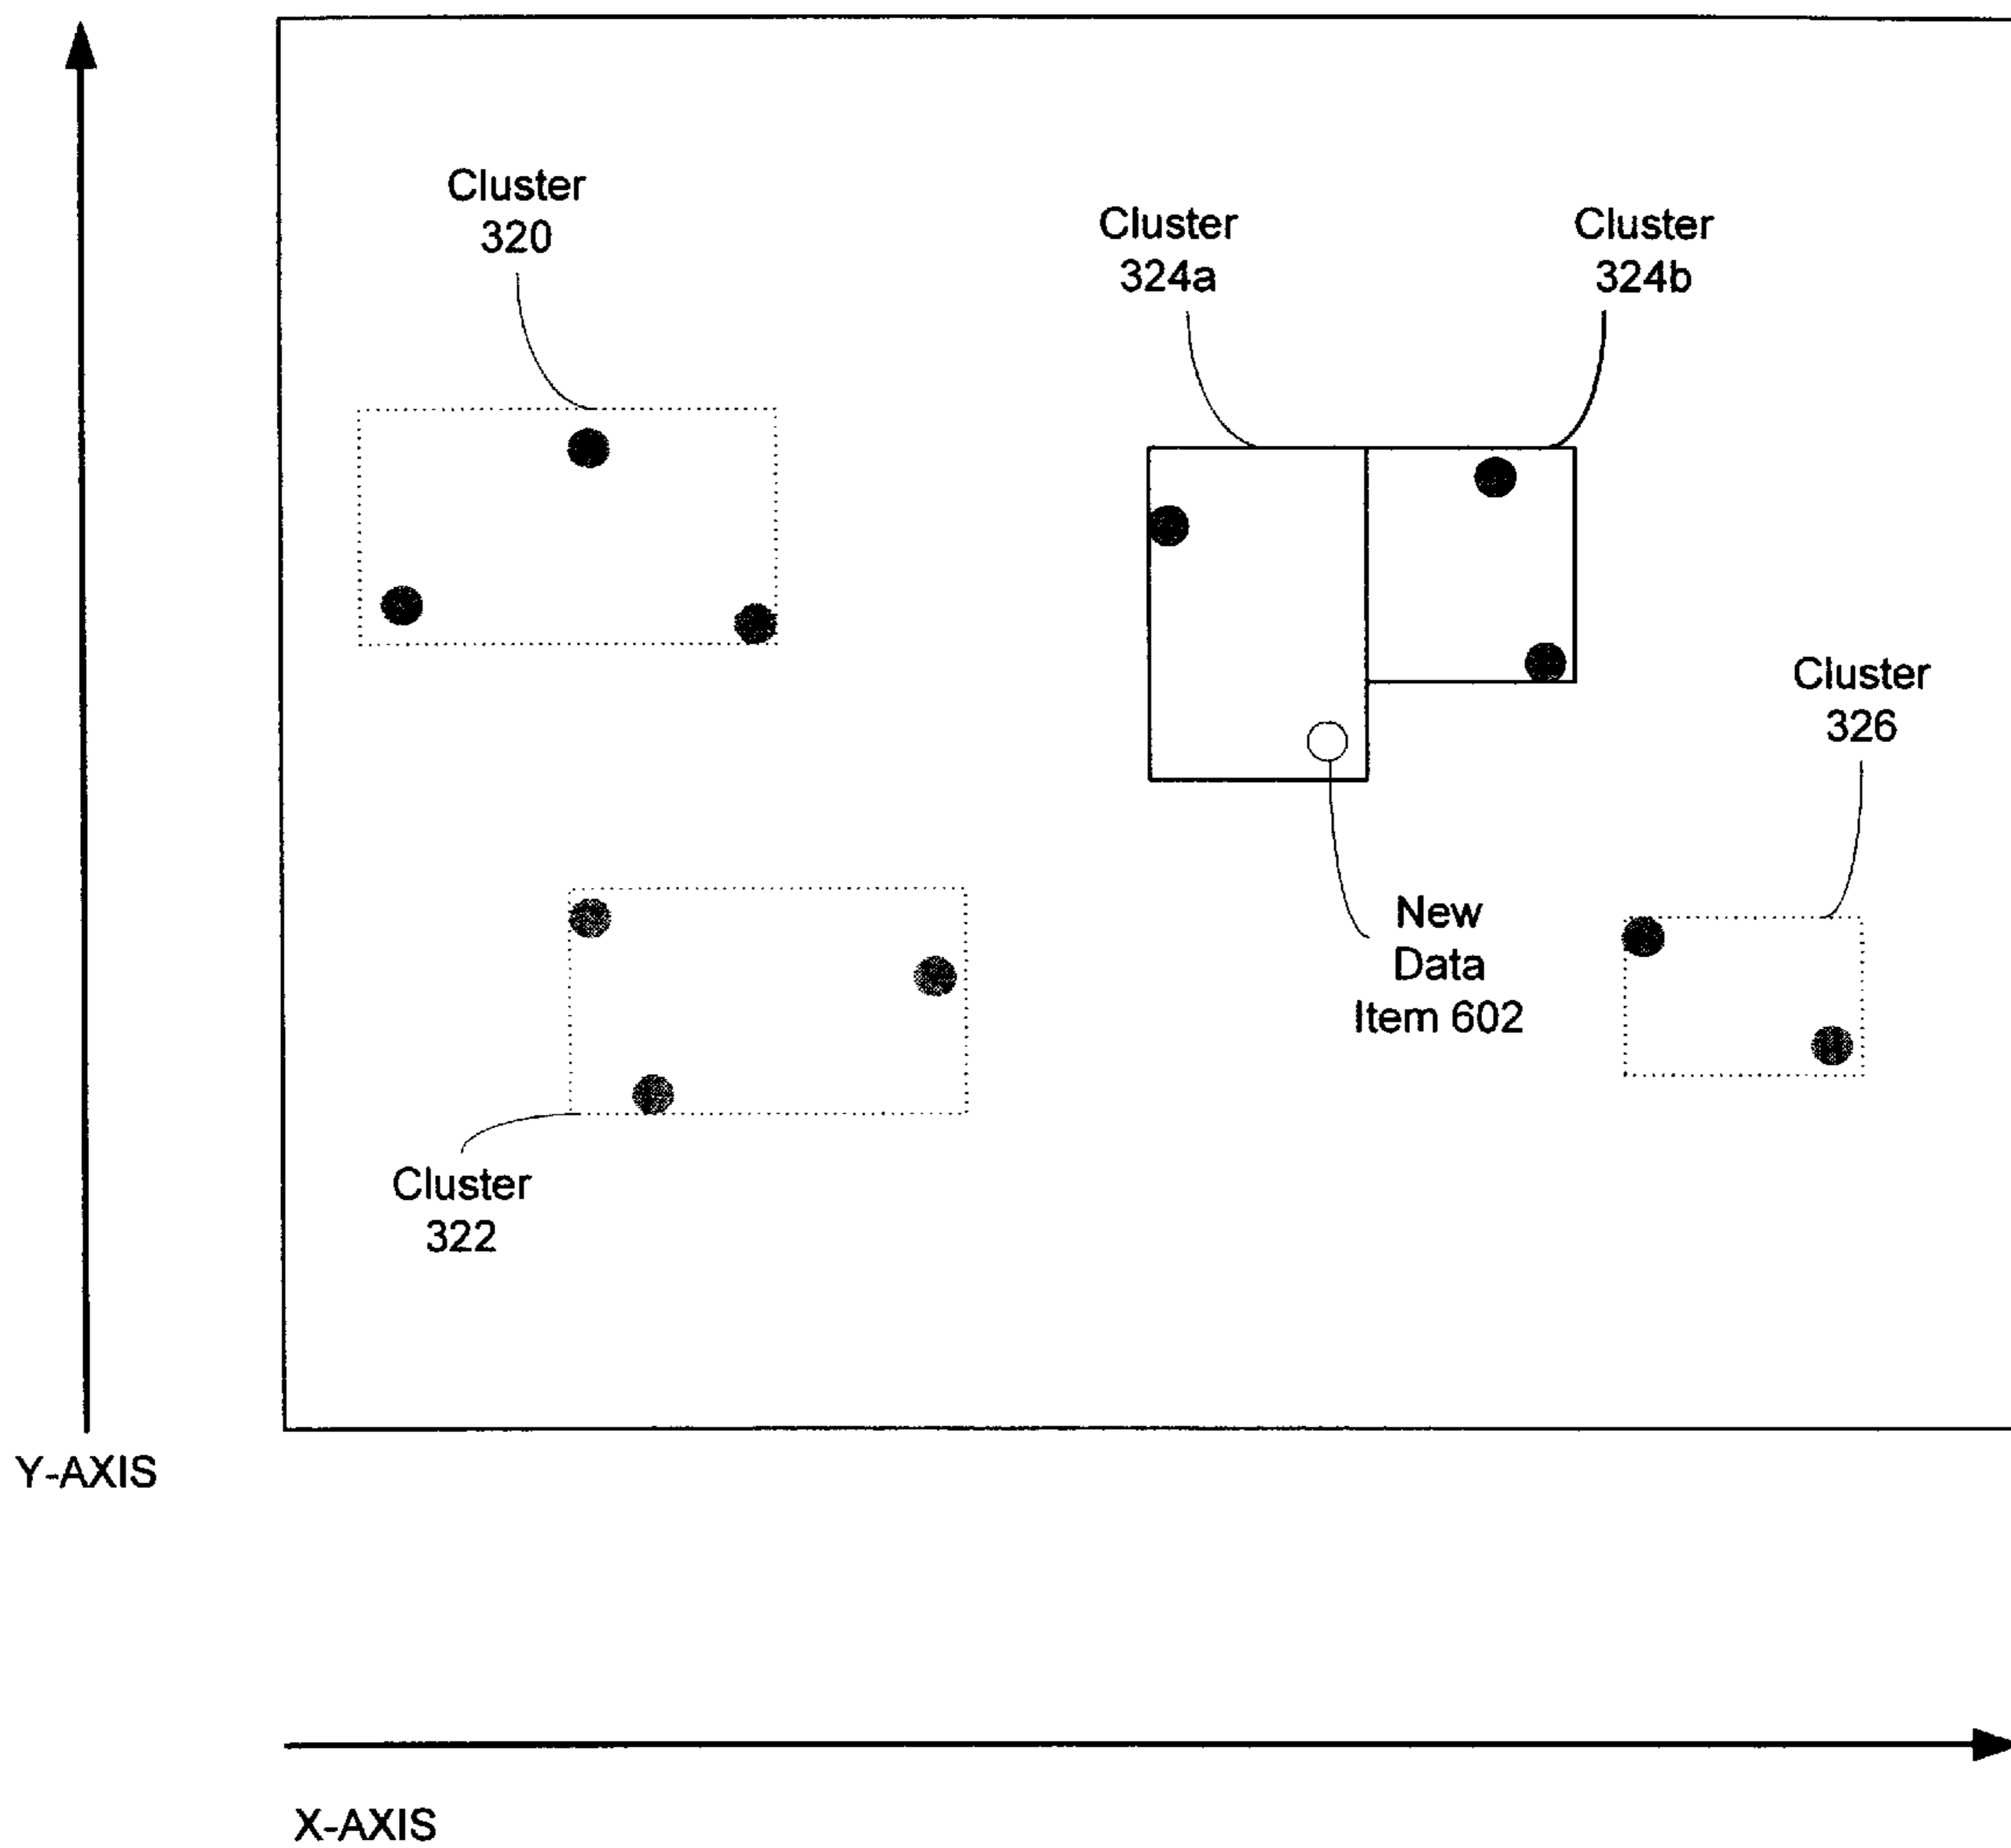 Cluster
320
Cluster
324a
Cluster
324b
Cluster
326
New
Data
Item 602
Cluster
322
Y-AXIS
X-AXIS